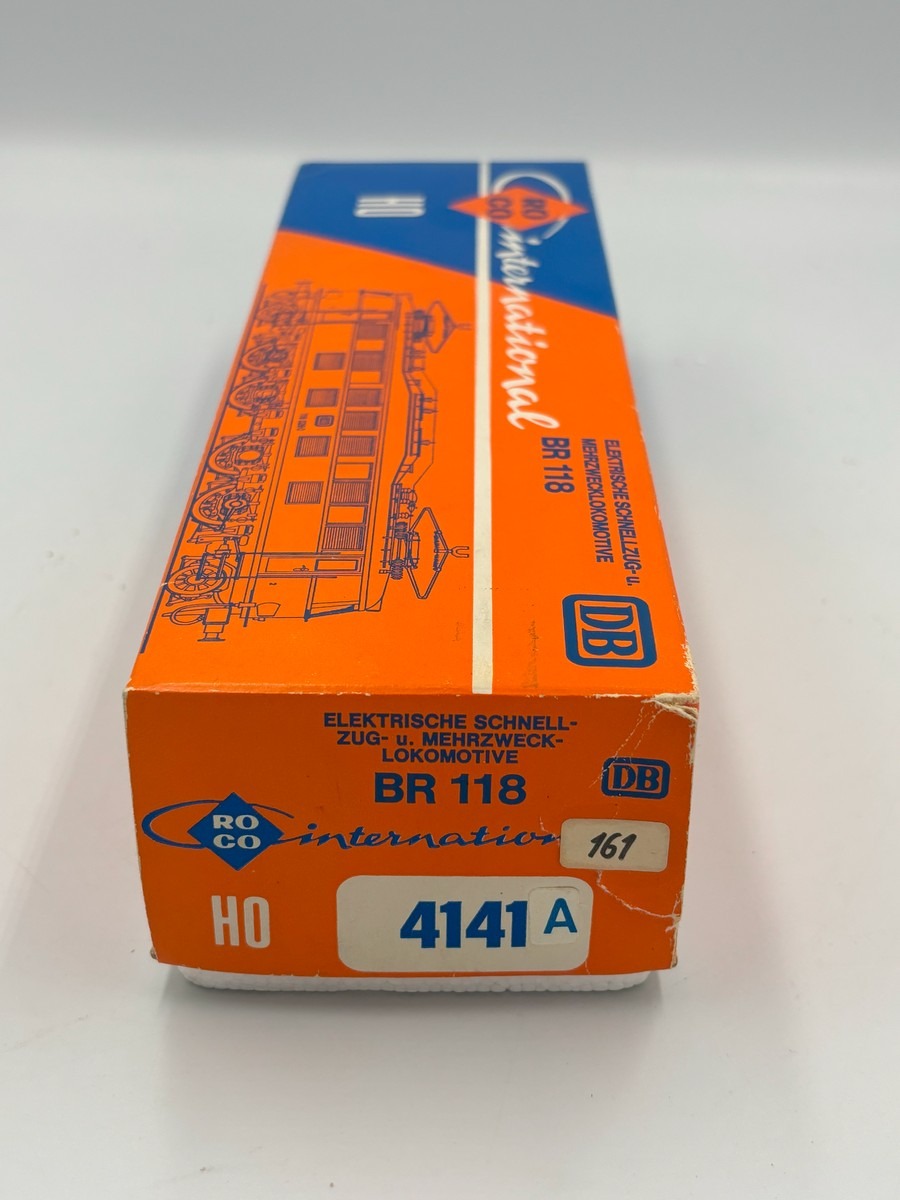 HO
RO
CO
international
BR 118
ELEKTRISCHE SCHNELLZUG- u.
MEHRZWECKLOKOMOTIVE
DB
ELEKTRISCHE SCHNELL-
ZUG- u. MEHRZWECK-
LOKOMOTIVE
BR 118
DB
RO
CO
internation
161
HO
4141 A